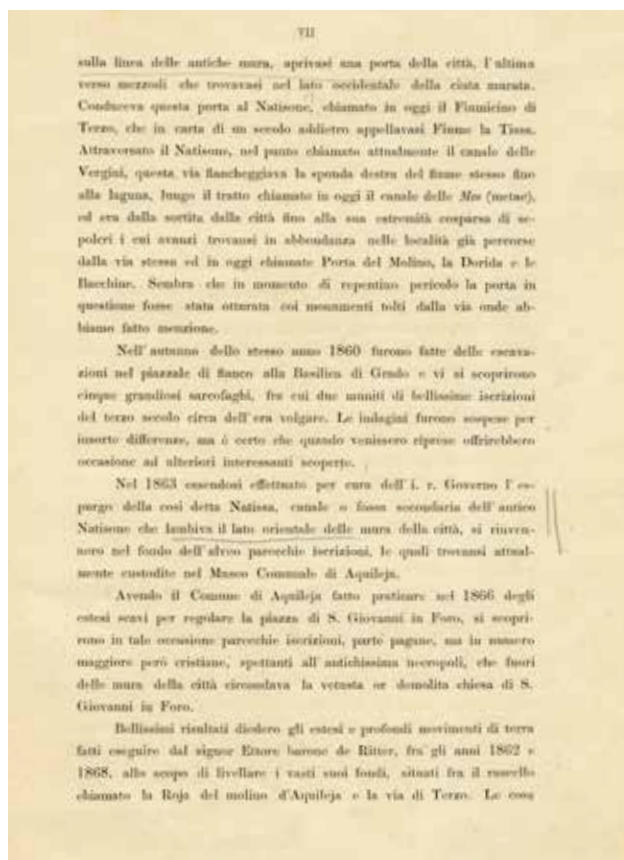 VII
sulla linea delle antiche mura, aprivasi una porta della città, l'ultima
verso mezzodì che trovavasi nel lato occidentale della cinta murata.
Conduceva questa porta al Natisone, chiamato in oggi il Fiumicino di
Terzo, che in carta di un secolo addietro appellavasi Fiume la Tissa.
Attraversato il Natisone, nel punto chiamato attualmente il canale delle
Vergini, questa via fiancheggiava la sponda destra del fiume stesso fino
alla laguna, lungo il tratto chiamato in oggi il canale delle Mee (metae),
ed era dalla sortita dalla città fino alla sua estremità cosparsa di se-
polcri i cui avanzi trovansi in abbondanza nelle località già percorse
dalla via stessa ed in oggi chiamate Porta del Molino, la Dorida e le
Bacchine. Sembra che in momento di repentino pericolo la porta in
questione fosse stata otturata coi monumenti tolti dalla via onde ab-
biamo fatto menzione.
Nell' autunno dello stesso anno 1860 furono fatte delle escava-
zioni nel piazzale di fianco alla Basilica di Grado e vi si scoprirono
cinque grandiosi sarcofaghi, fra cui due muniti di bellissime iscrizioni
del terzo secolo circa dell' era volgare. Le indagini furono sospese per
insorte differenze, ma è certo che quando venissero riprese offrirebbero
occasione ad ulteriori interessanti scoperte.
Nel 1863 essendosi effettuato per cura dell' i. r. Governo l' es-
purgo della così detta Natissa, canale o fossa secondaria dell' antico
Natisone che lambiva il lato orientale delle mura della città, si rinven-
nero nel fondo dell' alveo parecchie iscrizioni, le quali trovansi attual-
mente custodite nel Museo Comunale di Aquileja.
Avendo il Comune di Aquileja fatto praticare nel 1866 degli
estesi scavi per regolare la piazza di S. Giovanni in Foro, si scopri-
rono in tale occasione parecchie iscrizioni, parte pagane, ma in numero
maggiore però cristiane, spettanti all' antichissima necropoli, che fuori
delle mura della città circondava la vetusta or demolita chiesa di S.
Giovanni in Foro.
Bellissimi risultati diedero gli estesi e profondi movimenti di terra
fatti eseguire dal signor Ettore barone de Ritter, fra gli anni 1862 e
1868, allo scopo di livellare i vasti suoi fondi, situati fra il ruscello
chiamato la Roja del molino d'Aquileja e la via di Terzo. Le cose